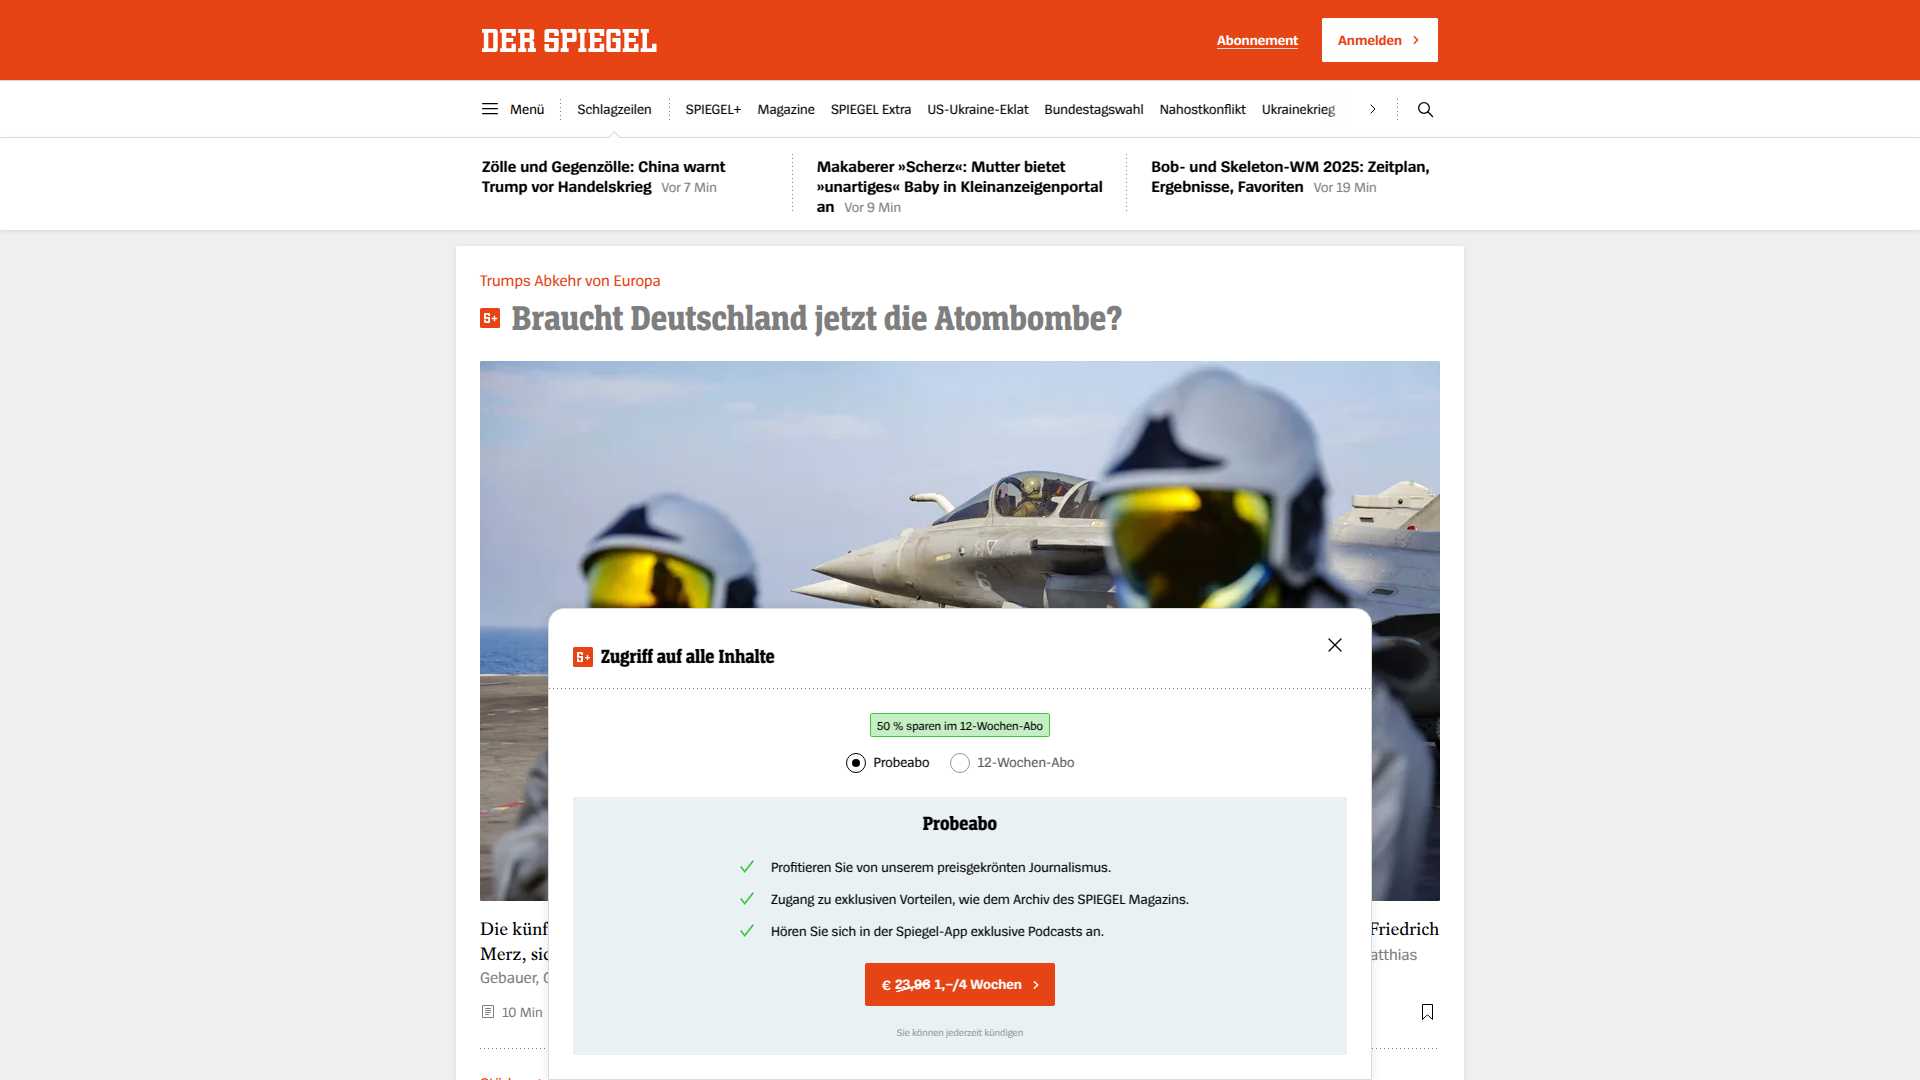 DER SPIEGEL
Abonnement
Anmelden
Menü
Schlagzeilen
SPIEGEL+
Magazine
SPIEGEL Extra
US-Ukraine-Eklat
Bundestagswahl
Nahostkonflikt
Ukrainekrieg
Zölle und Gegenzölle: China warnt
Trump vor Handelskrieg Vor 7 Min
Makaberer »Scherz«: Mutter bietet
»unartiges« Baby in Kleinanzeigenportal
an Vor 9 Min
Bob- und Skeleton-WM 2025: Zeitplan,
Ergebnisse, Favoriten Vor 19 Min
Trumps Abkehr von Europa
S+ Braucht Deutschland jetzt die Atombombe?
S+ Zugriff auf alle Inhalte
50 % sparen im 12-Wochen-Abo
Probeabo
12-Wochen-Abo
Probeabo
Profitieren Sie von unserem preisgekrönten Journalismus.
Zugang zu exklusiven Vorteilen, wie dem Archiv des SPIEGEL Magazins.
Hören Sie sich in der Spiegel-App exklusive Podcasts an.
€ 23,96 1,–/4 Wochen
Sie können jederzeit kündigen
Die künf
Friedrich
Merz, sic
atthias
Gebauer,
10 Min